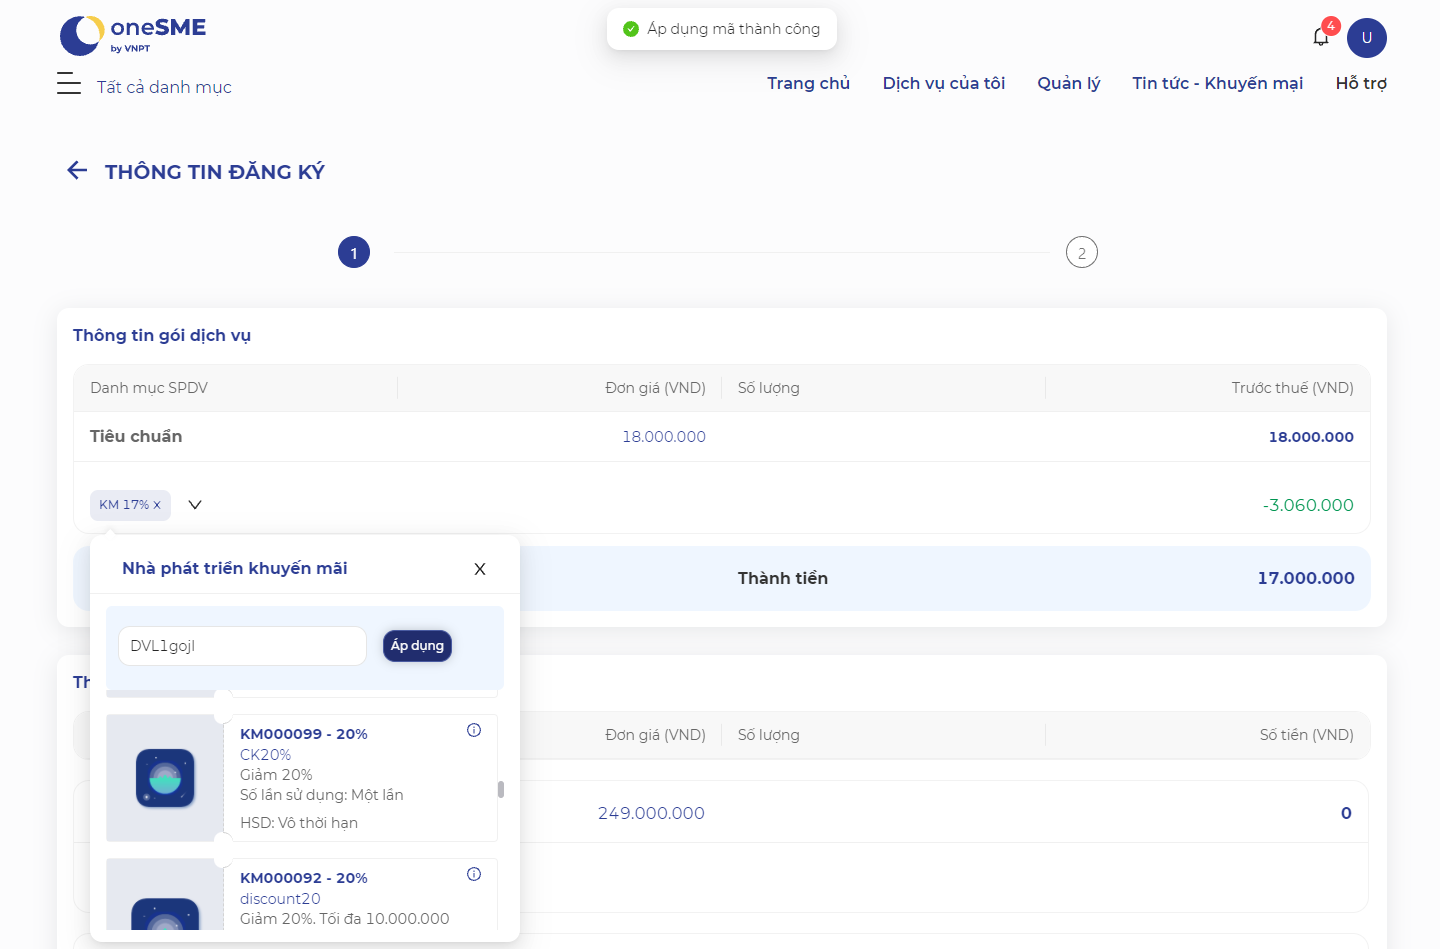 oneSME
by VNPT
Áp dụng mã thành công
4
U
Tất cả danh mục
Trang chủ
Dịch vụ của tôi
Quản lý
Tin tức - Khuyến mại
Hỗ trợ
THÔNG TIN ĐĂNG KÝ
1
2
Thông tin gói dịch vụ
Danh mục SPDV
Đơn giá (VND)
Số lượng
Trước thuế (VND)
Tiêu chuẩn
18.000.000
18.000.000
KM 17% x
-3.060.000
Thành tiền
17.000.000
Nhà phát triển khuyến mãi
X
DVL1gojl
Áp dụng
KM000099 - 20%
CK20%
Giảm 20%
Số lần sử dụng: Một lần
HSD: Vô thời hạn
KM000092 - 20%
discount20
Giảm 20%. Tối đa 10.000.000
Đơn giá (VND)
Số lượng
Số tiền (VND)
249.000.000
0